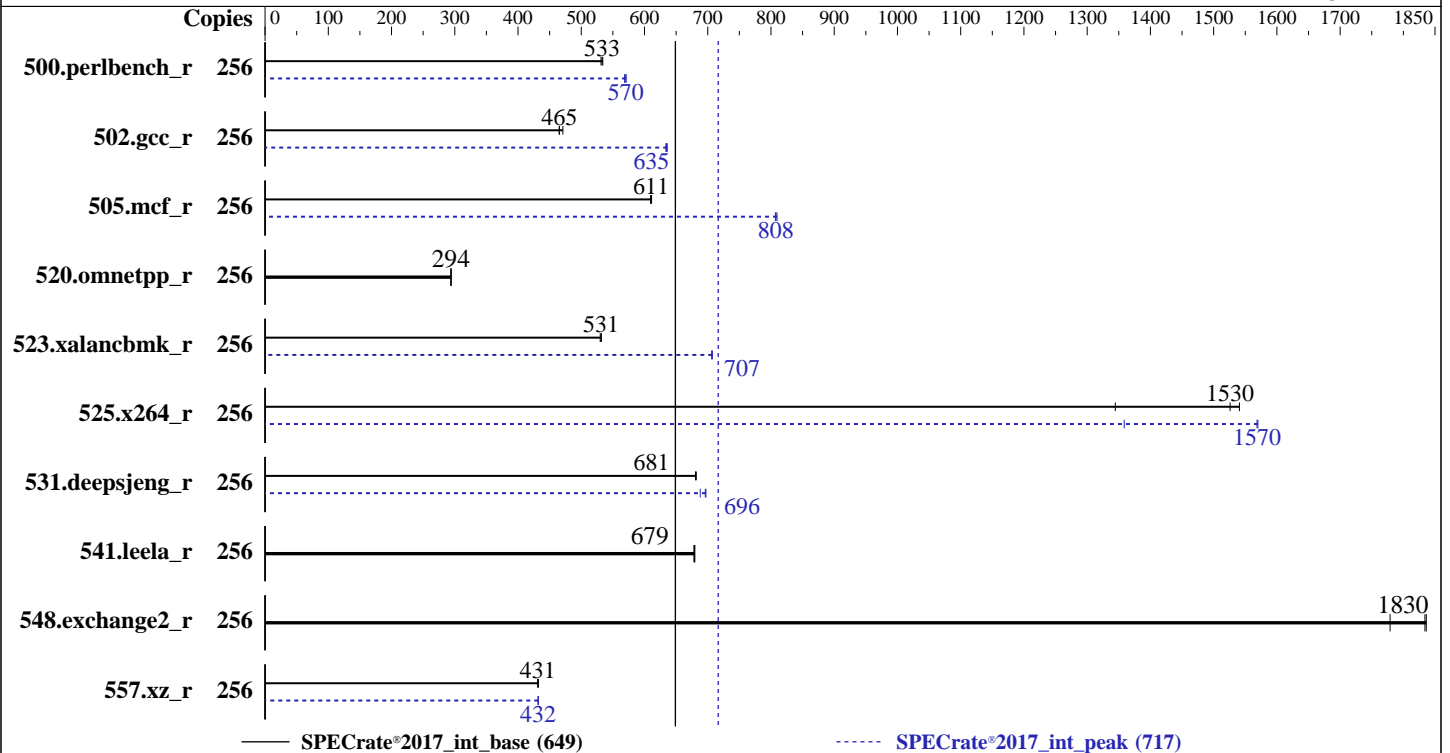 Copies 0 100 200 300 400 500 600 700 800 900 1000 1100 1200 1300 1400 1500 1600 1700 1850
533
500.perlbench_r 256
570
465
502.gcc_r 256
635
611
505.mcf_r 256
808
294
520.omnetpp_r 256
531
523.xalancbmk_r 256
707
1530
525.x264_r 256
1570
681
531.deepsjeng_r 256
696
679
541.leela_r 256
1830
548.exchange2_r 256
431
557.xz_r 256
432
SPECrate®2017_int_base (649) SPECrate®2017_int_peak (717)